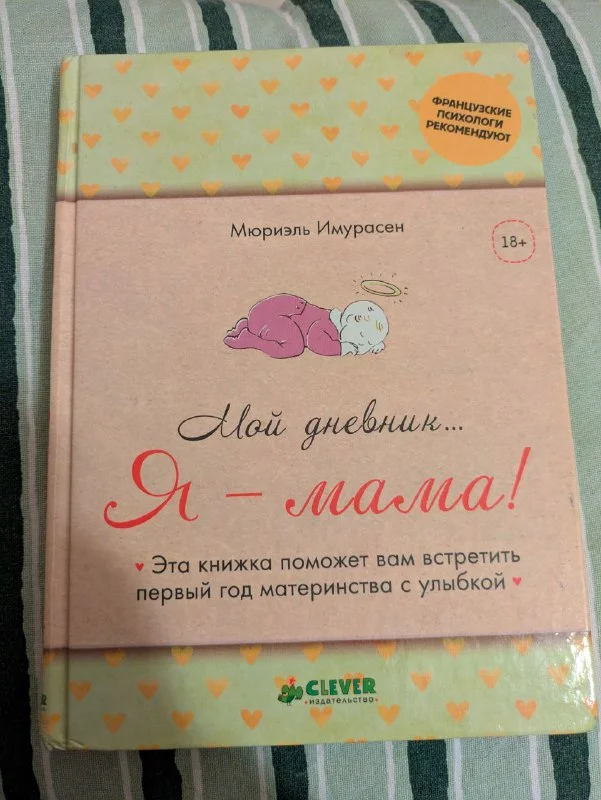 ФРАНЦУЗСКИЕ
ПСИХОЛОГИ
РЕКОМЕНДУЮТ
Мюриэль Имурасен
18+
Мой дневник...
Я – мама!
Эта книжка поможет вам встретить
первый год материнства с улыбкой
CLEVER
издательство